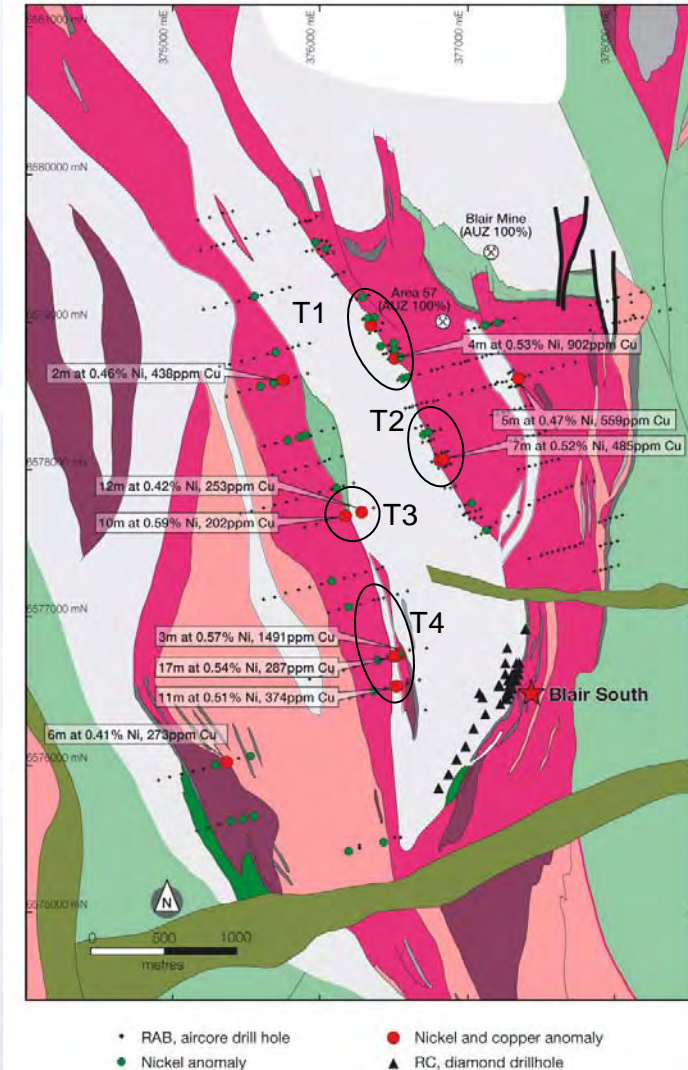 375000 mE
376000 mE
377000 mE
378000 mE
6581000 mN
6580000 mN
Blair Mine
(AUZ 100%)
Area 57
(AUZ 100%)
T1
4m at 0.53% Ni, 902ppm Cu
2m at 0.46% Ni, 438ppm Cu
T2
5m at 0.47% Ni, 559ppm Cu
7m at 0.52% Ni, 485ppm Cu
6578000 mN
12m at 0.42% Ni, 253ppm Cu
10m at 0.59% Ni, 202ppm Cu
T3
6577000 mN
T4
3m at 0.57% Ni, 1491ppm Cu
17m at 0.54% Ni, 287ppm Cu
11m at 0.51% Ni, 374ppm Cu
Blair South
6m at 0.41% Ni, 273ppm Cu
6576000 mN
6575000 mN
N
0 500 1000
metres
RAB, aircore drill hole
Nickel and copper anomaly
Nickel anomaly
RC, diamond drillhole